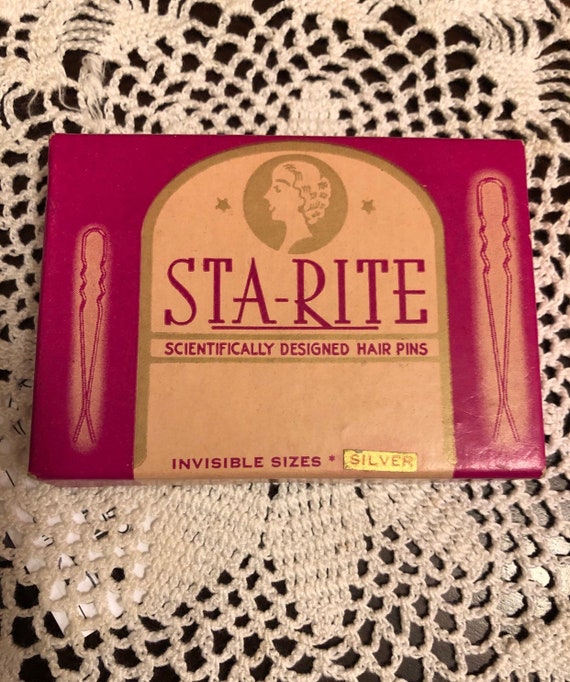 STA-RITE
SCIENTIFICALLY DESIGNED HAIR PINS
INVISIBLE SIZES * SILVER